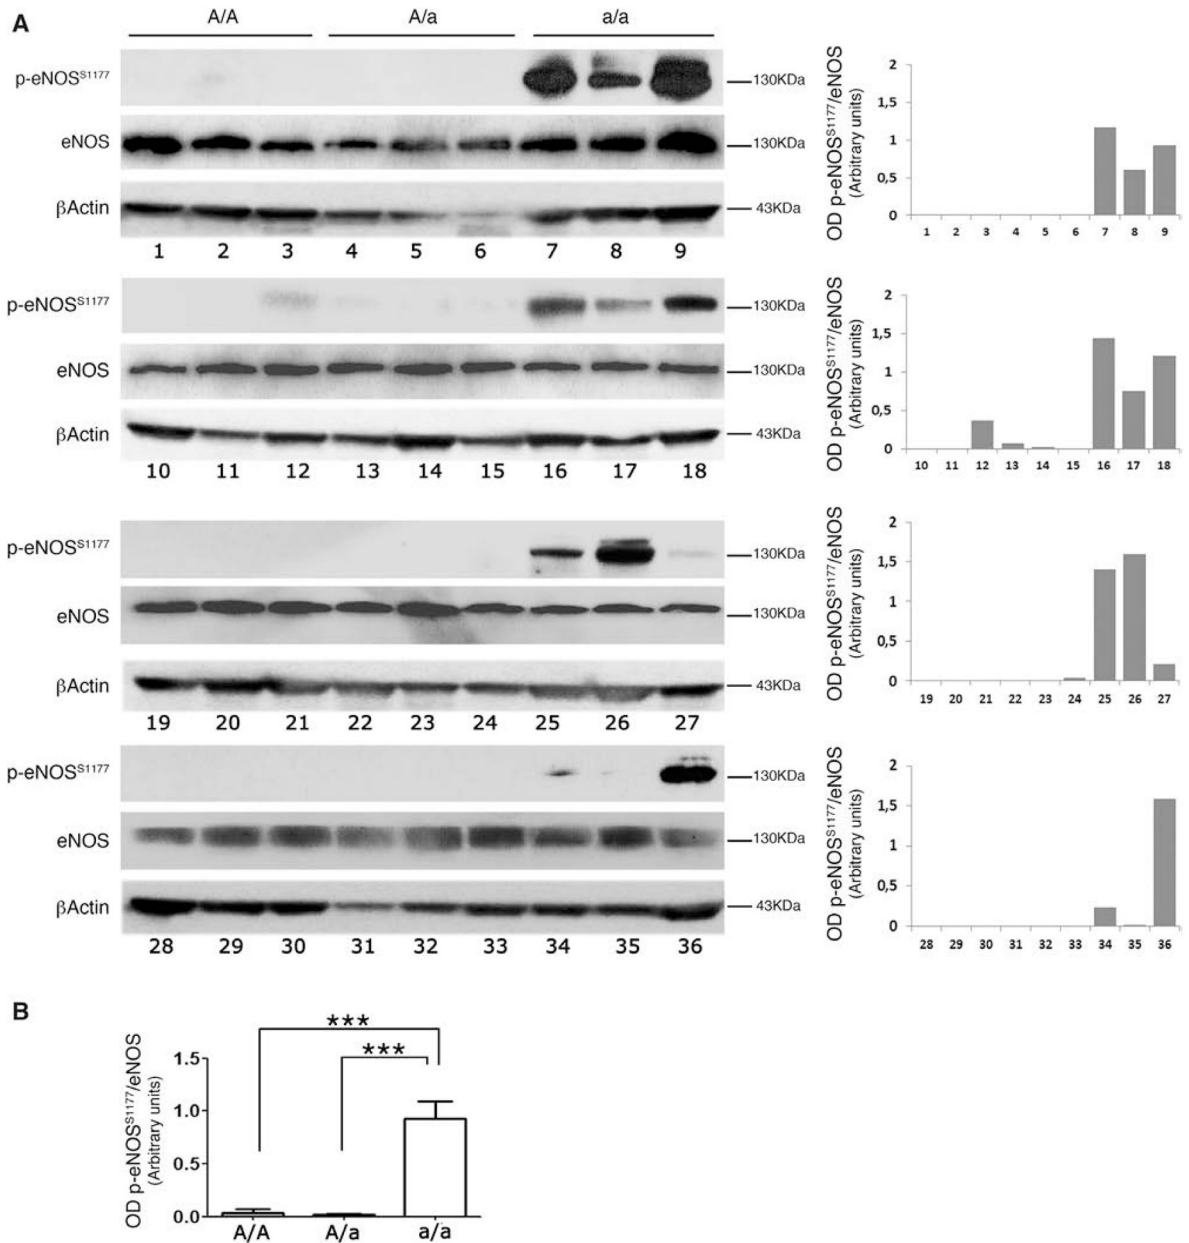 A
A/A A/a a/a
p-eNOS^S1177 130KDa
eNOS 130KDa
βActin 43KDa
1 2 3 4 5 6 7 8 9
OD p-eNOS^S1177/eNOS
(Arbitrary units)
2
1,5
1
0,5
0
1 2 3 4 5 6 7 8 9
p-eNOS^S1177 130KDa
eNOS 130KDa
βActin 43KDa
10 11 12 13 14 15 16 17 18
OD p-eNOS^S1177/eNOS
(Arbitrary units)
2
1,5
1
0,5
0
10 11 12 13 14 15 16 17 18
p-eNOS^S1177 130KDa
eNOS 130KDa
βActin 43KDa
19 20 21 22 23 24 25 26 27
OD p-eNOS^S1177/eNOS
(Arbitrary units)
2
1,5
1
0,5
0
19 20 21 22 23 24 25 26 27
p-eNOS^S1177 130KDa
eNOS 130KDa
βActin 43KDa
28 29 30 31 32 33 34 35 36
OD p-eNOS^S1177/eNOS
(Arbitrary units)
2
1,5
1
0,5
0
28 29 30 31 32 33 34 35 36
B
OD p-eNOS^S1177/eNOS
(Arbitrary units)
***
***
1.5
1.0
0.5
0.0
A/A A/a a/a